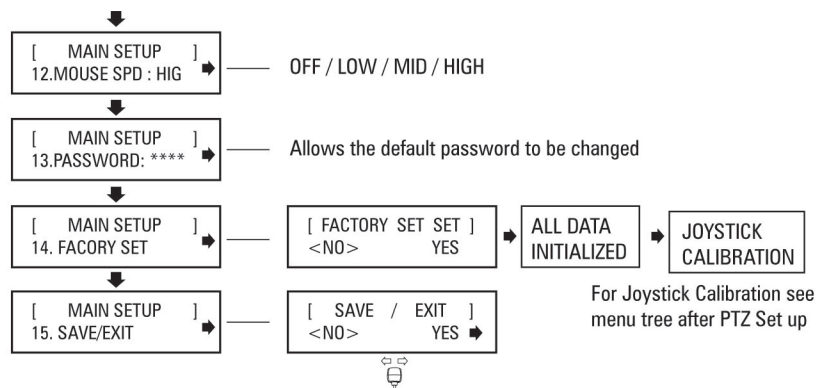 [ MAIN SETUP ]
12.MOUSE SPD : HIG
OFF / LOW / MID / HIGH
[ MAIN SETUP ]
13.PASSWORD: ****
Allows the default password to be changed
[ MAIN SETUP ]
14. FACORY SET
[ FACTORY SET SET ]
<NO> YES
ALL DATA
INITIALIZED
JOYSTICK
CALIBRATION
For Joystick Calibration see
menu tree after PTZ Set up
[ MAIN SETUP ]
15. SAVE/EXIT
[ SAVE / EXIT ]
<NO> YES